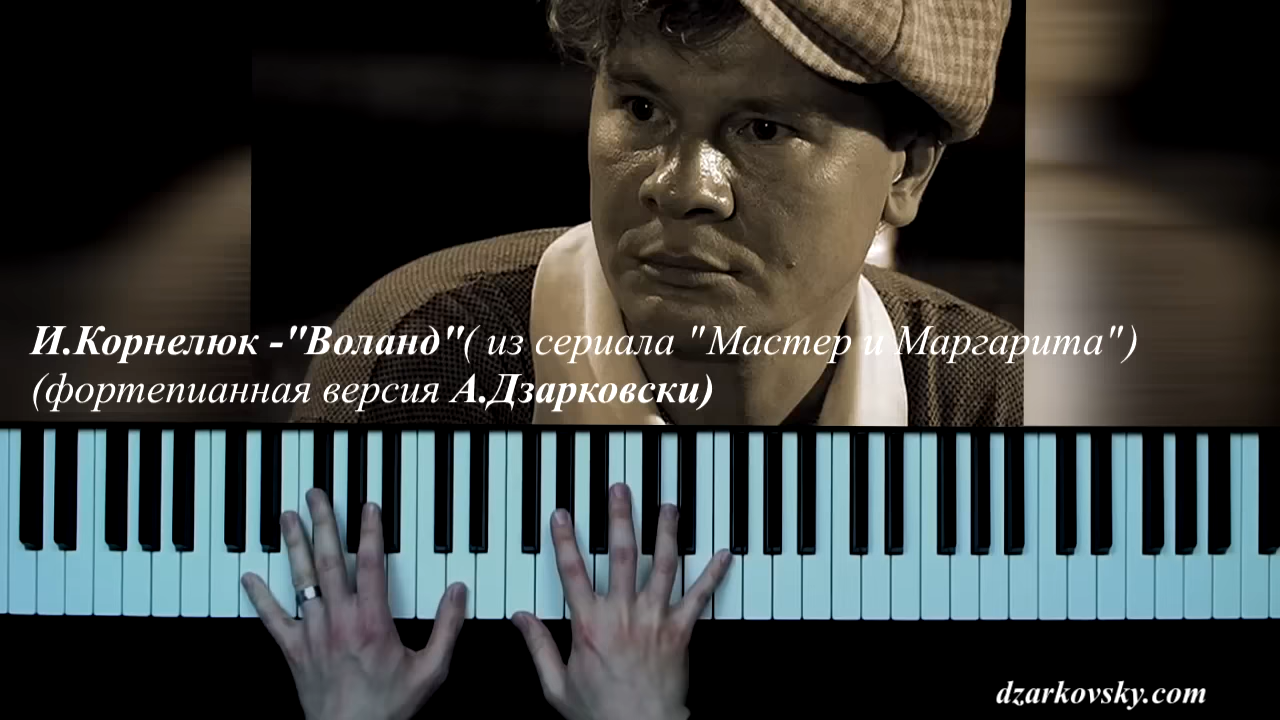 И.Корнелюк -"Воланд"( из сериала "Мастер и Маргарита")
(фортепианная версия А.Дзарковски)
dzarkovsky.com